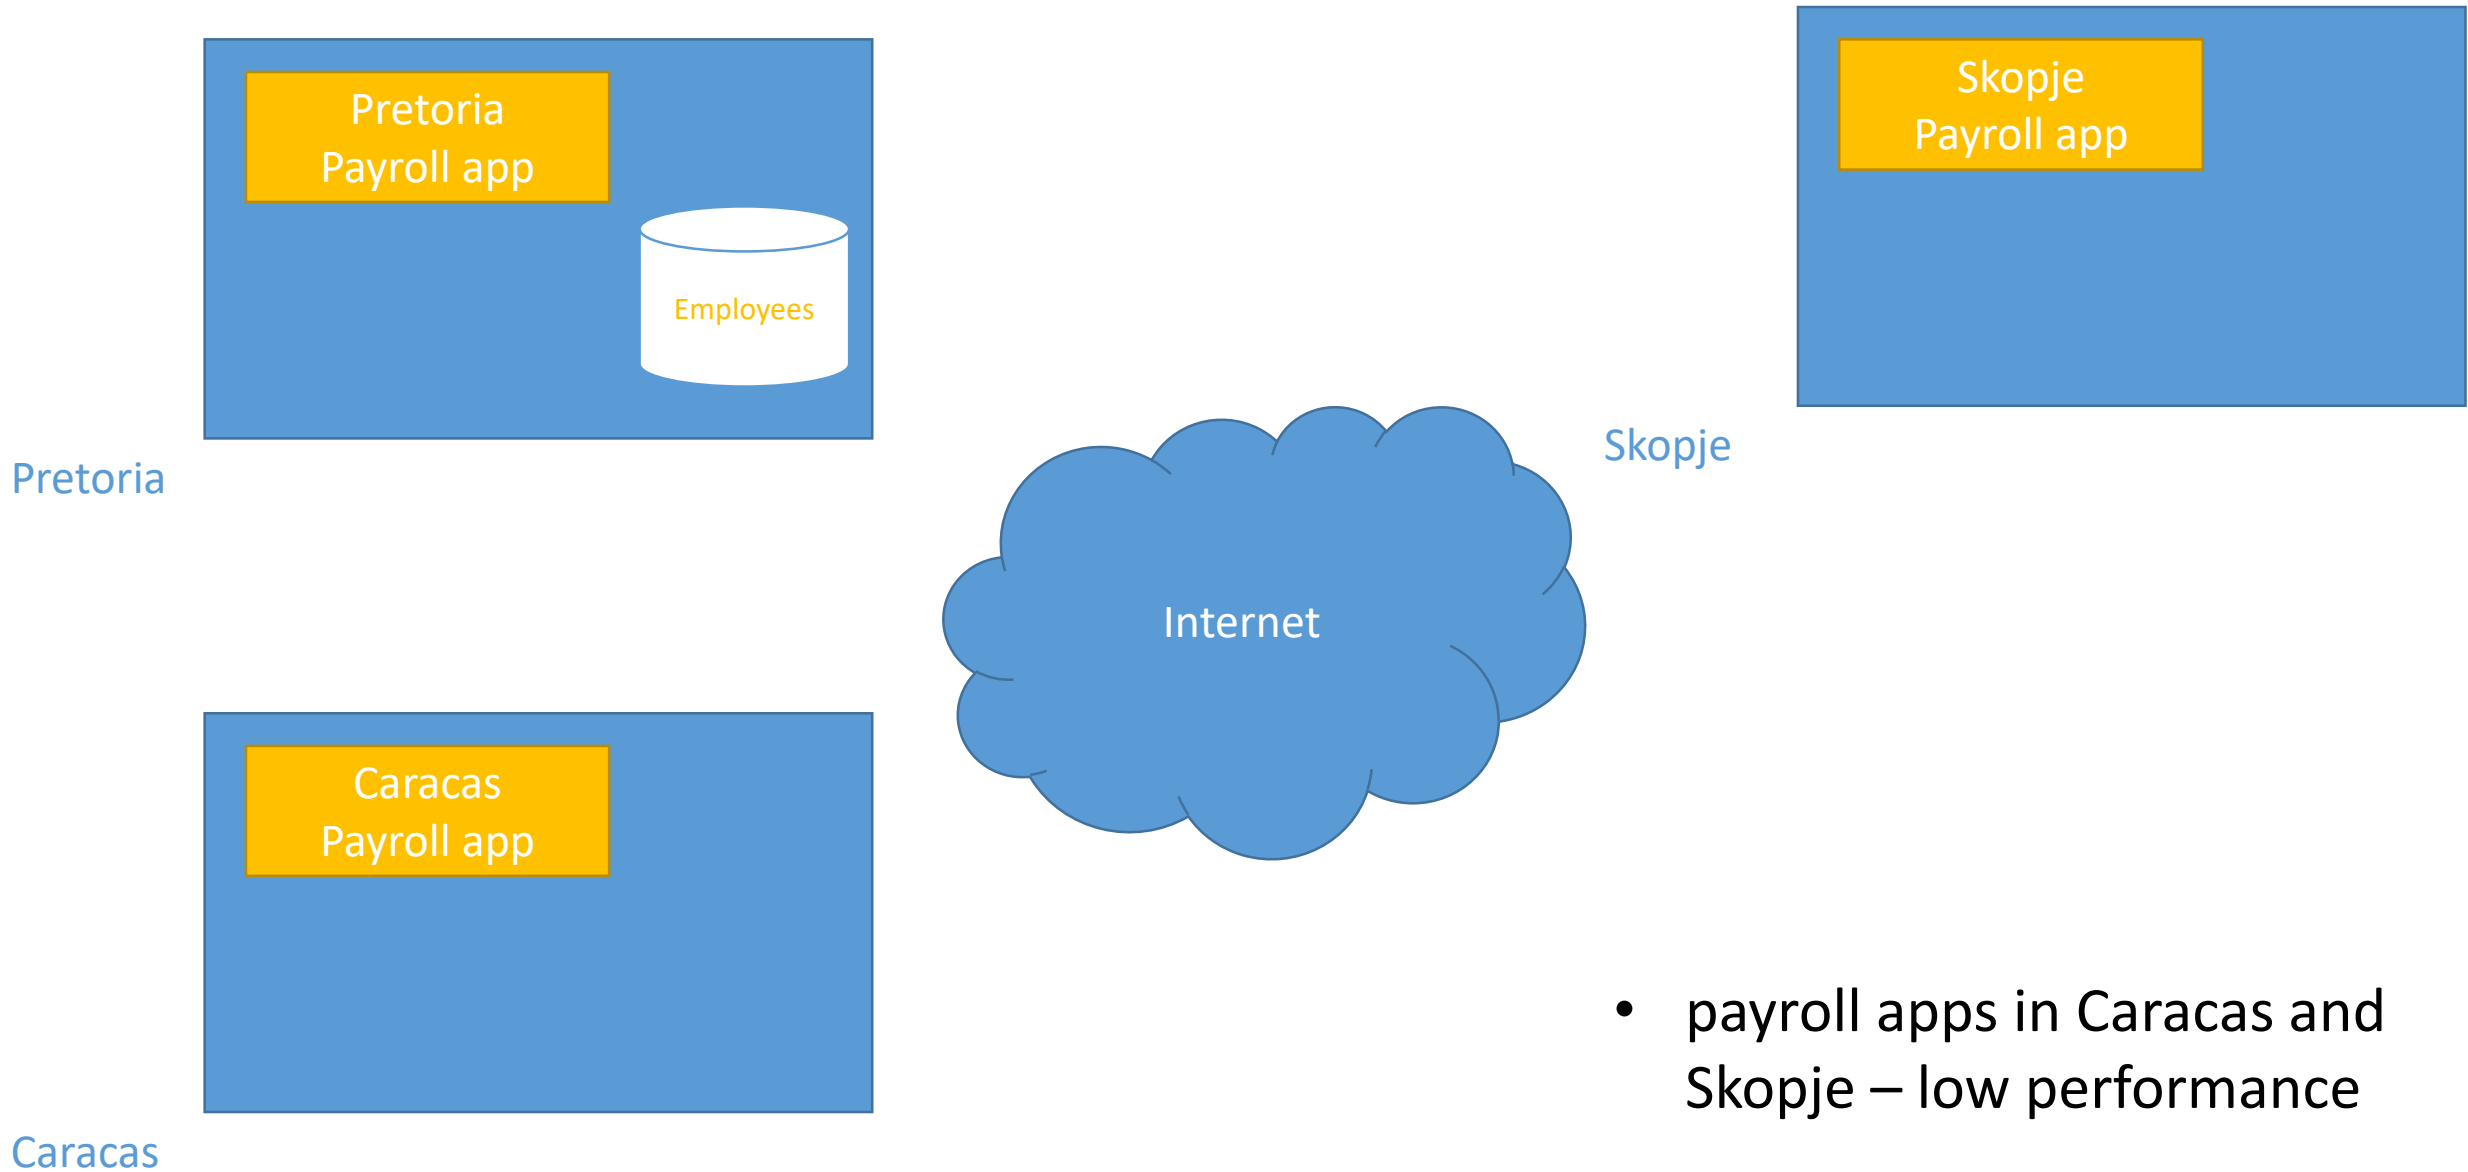 Pretoria
Payroll app
Employees
Pretoria
Skopje
Payroll app
Skopje
Internet
Caracas
Payroll app
Caracas
• payroll apps in Caracas and
Skopje – low performance